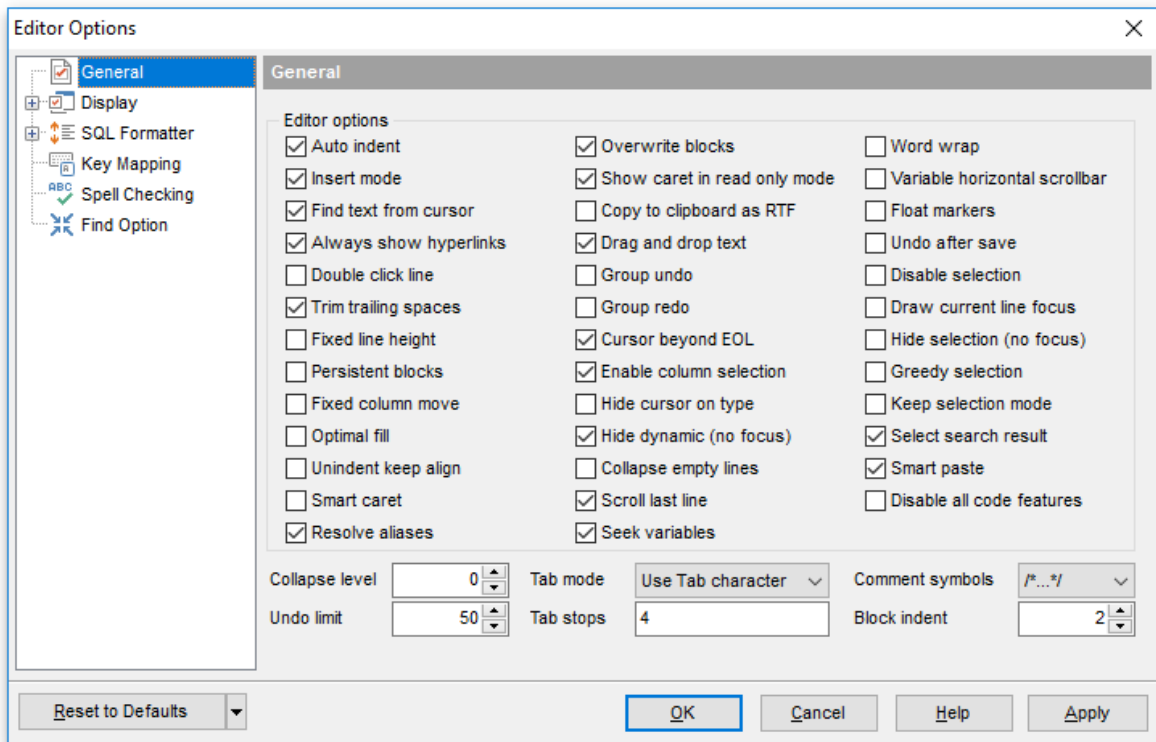 Editor Options
General
Display
SQL Formatter
Key Mapping
ABC
Spell Checking
Find Option
General
Editor options
Auto indent
Insert mode
Find text from cursor
Always show hyperlinks
Double click line
Trim trailing spaces
Fixed line height
Persistent blocks
Fixed column move
Optimal fill
Unindent keep align
Smart caret
Resolve aliases
Overwrite blocks
Show caret in read only mode
Copy to clipboard as RTF
Drag and drop text
Group undo
Group redo
Cursor beyond EOL
Enable column selection
Hide cursor on type
Hide dynamic (no focus)
Collapse empty lines
Scroll last line
Seek variables
Word wrap
Variable horizontal scrollbar
Float markers
Undo after save
Disable selection
Draw current line focus
Hide selection (no focus)
Greedy selection
Keep selection mode
Select search result
Smart paste
Disable all code features
Collapse level 0 Tab mode Use Tab character Comment symbols /*...*/
Undo limit 50 Tab stops 4 Block indent 2
Reset to Defaults OK Cancel Help Apply